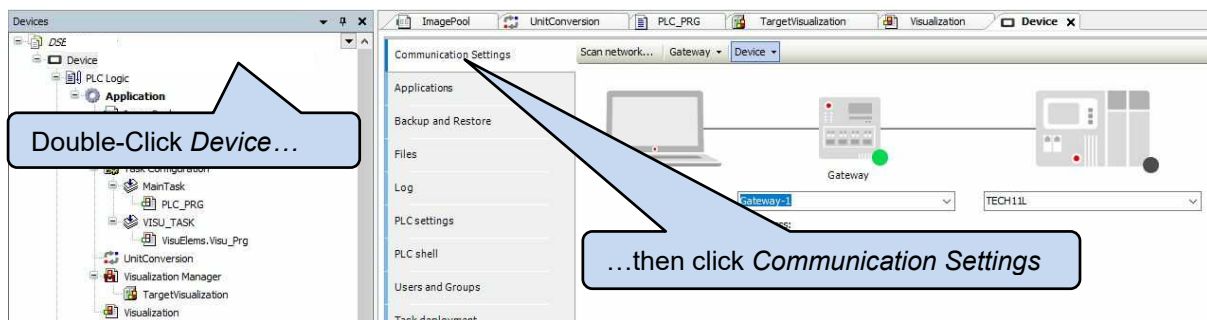 Devices
DSE
Device
PLC Logic
Application
Double-Click Device…
MainTask
PLC_PRG
VISU_TASK
VisuElems.Visu_Prg
UnitConversion
Visualization Manager
TargetVisualization
Visualization
ImagePool UnitConversion PLC_PRG TargetVisualization Visualization Device X
Communication Settings
Applications
Backup and Restore
Files
Log
PLC settings
PLC shell
Users and Groups
Task deployment
Scan network... Gateway Device
Gateway
Gateway-1
TECH11L
…then click Communication Settings